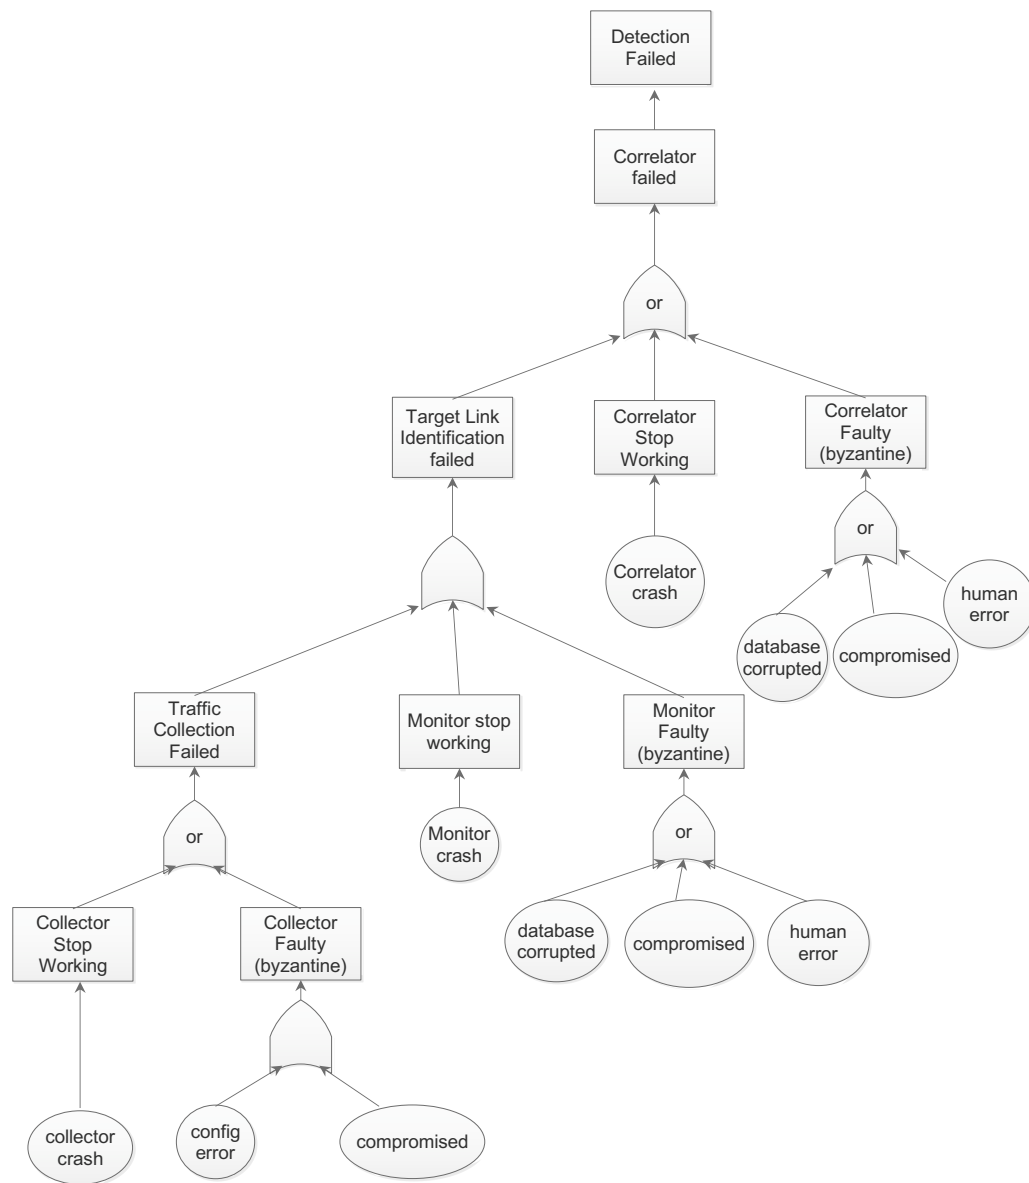 Detection
Failed
Correlator
failed
or
Target Link
Identification
failed
Correlator
Stop
Working
Correlator
Faulty
(byzantine)
or
Correlator
crash
human
error
database
corrupted
compromised
Traffic
Collection
Failed
Monitor stop
working
Monitor
Faulty
(byzantine)
or
Monitor
crash
or
Collector
Stop
Working
Collector
Faulty
(byzantine)
database
corrupted
compromised
human
error
collector
crash
config
error
compromised